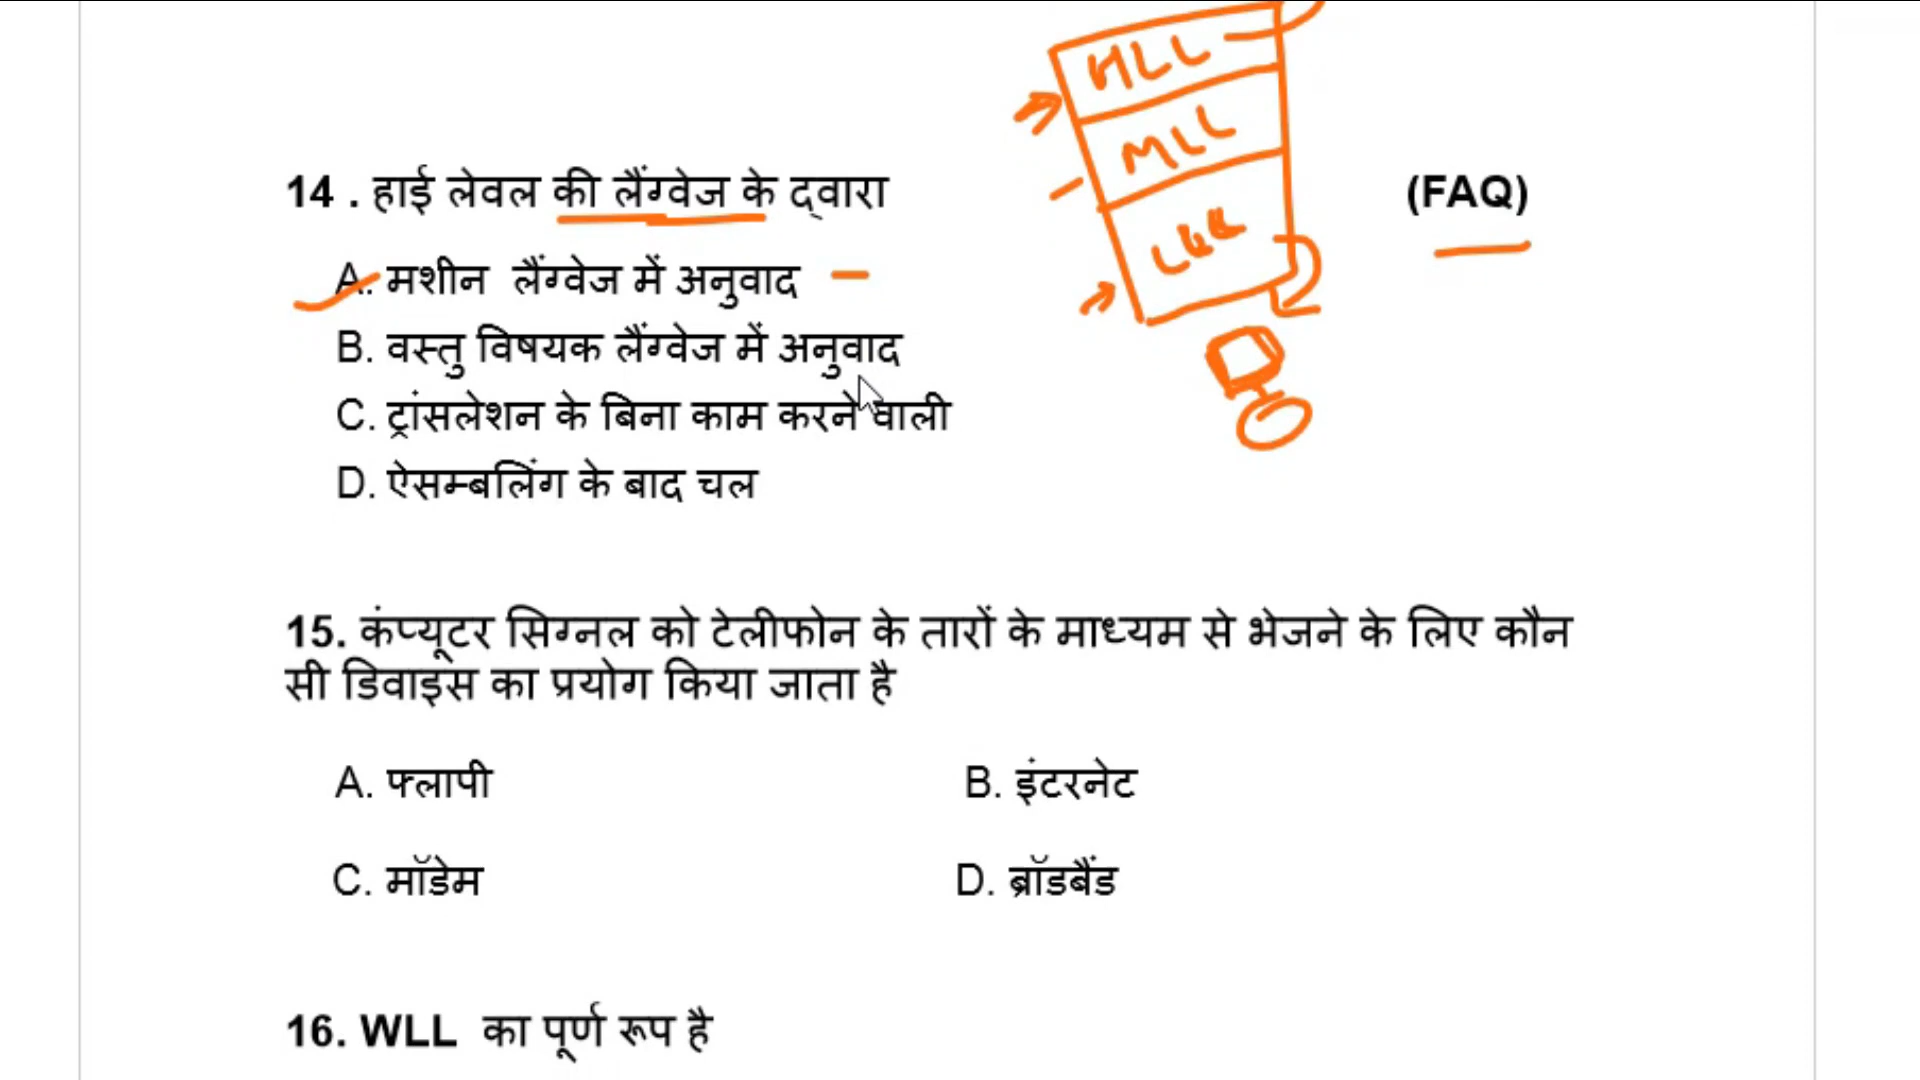 HLL
MLL
14 . हाई लेवल की लैंग्वेज के द्वारा (FAQ)
A. मशीन लैंग्वेज में अनुवाद
B. वस्तु विषयक लैंग्वेज में अनुवाद
C. ट्रांसलेशन के बिना काम करने वाली
D. ऐसम्बलिंग के बाद चल
15. कंप्यूटर सिग्नल को टेलीफोन के तारों के माध्यम से भेजने के लिए कौन
सी डिवाइस का प्रयोग किया जाता है
A. फ्लापी B. इंटरनेट
C. मॉडेम D. ब्रॉडबैंड
16. WLL का पूर्ण रूप है